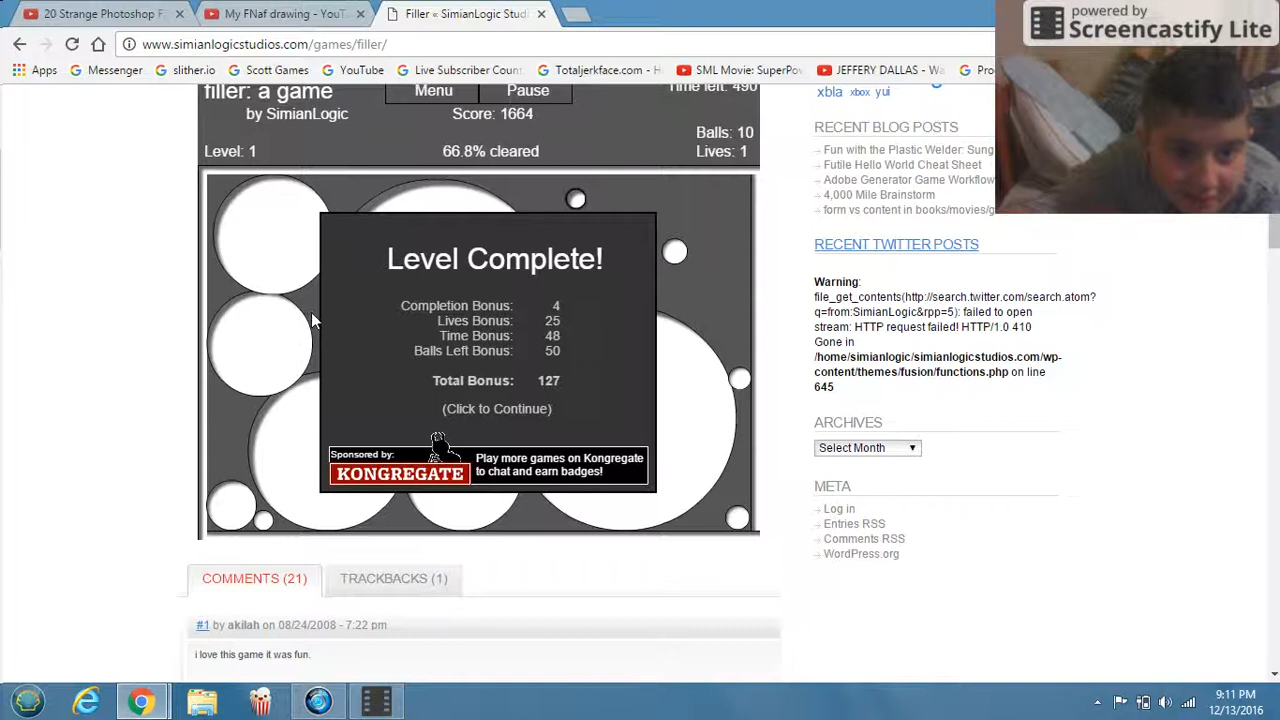 20 Strange Photoshop F
My FNaf drawing - YouT
Filler « SimianLogic Stud
powered by
Screencastify Lite
www.simianlogicstudios.com/games/filler/
Apps
Messenger
slither.io
Scott Games
YouTube
Live Subscriber Coun
Totaljerkface.com - H
SML Movie: SuperPov
JEFFERY DALLAS - Wa
filler: a game
by SimianLogic
Menu
Pause
Time left: 490
Score: 1664
Balls: 10
Level: 1
66.8% cleared
Lives: 1
Level Complete!
Completion Bonus: 4
Lives Bonus: 25
Time Bonus: 48
Balls Left Bonus: 50
Total Bonus: 127
(Click to Continue)
Sponsored by:
KONGREGATE
Play more games on Kongregate
to chat and earn badges!
xbla xbox yui
RECENT BLOG POSTS
Fun with the Plastic Welder: Sung
Futile Hello World Cheat Sheet
Adobe Generator Game Workflow
4,000 Mile Brainstorm
form vs content in books/movies/g
RECENT TWITTER POSTS
Warning:
file_get_contents(http://search.twitter.com/search.atom?
q=from:SimianLogic&rpp=5): failed to open
stream: HTTP request failed! HTTP/1.0 410
Gone in
/home/simianlogic/simianlogicstudios.com/wp-
content/themes/fusion/functions.php on line
645
ARCHIVES
Select Month
META
Log in
Entries RSS
Comments RSS
WordPress.org
COMMENTS (21)
TRACKBACKS (1)
#1 by akilah on 08/24/2008 - 7:22 pm
i love this game it was fun.
9:11 PM
12/13/2016